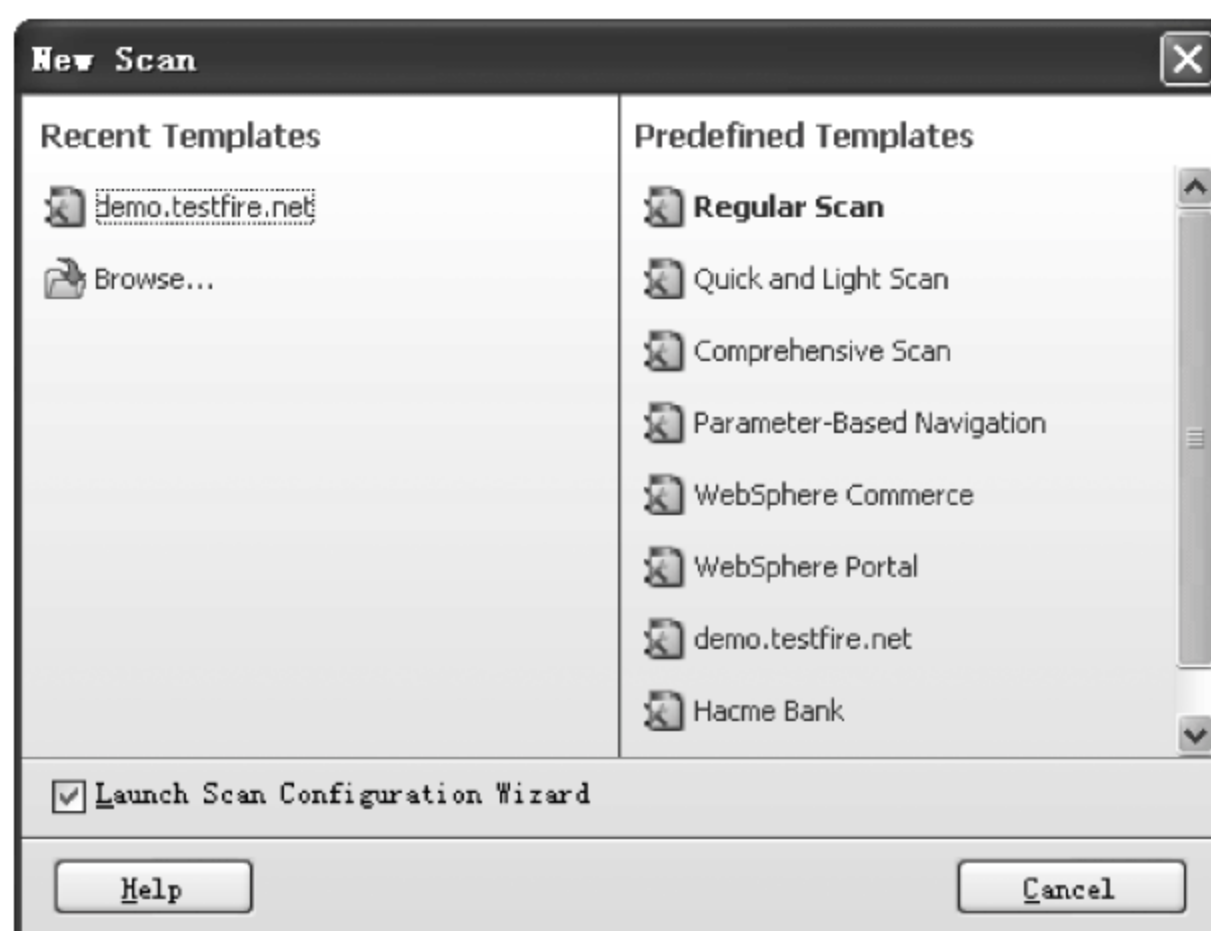 New Scan
Recent Templates
demo.testfire.net
Browse...
Predefined Templates
Regular Scan
Quick and Light Scan
Comprehensive Scan
Parameter-Based Navigation
WebSphere Commerce
WebSphere Portal
demo.testfire.net
Hacme Bank
Launch Scan Configuration Wizard
Help
Cancel